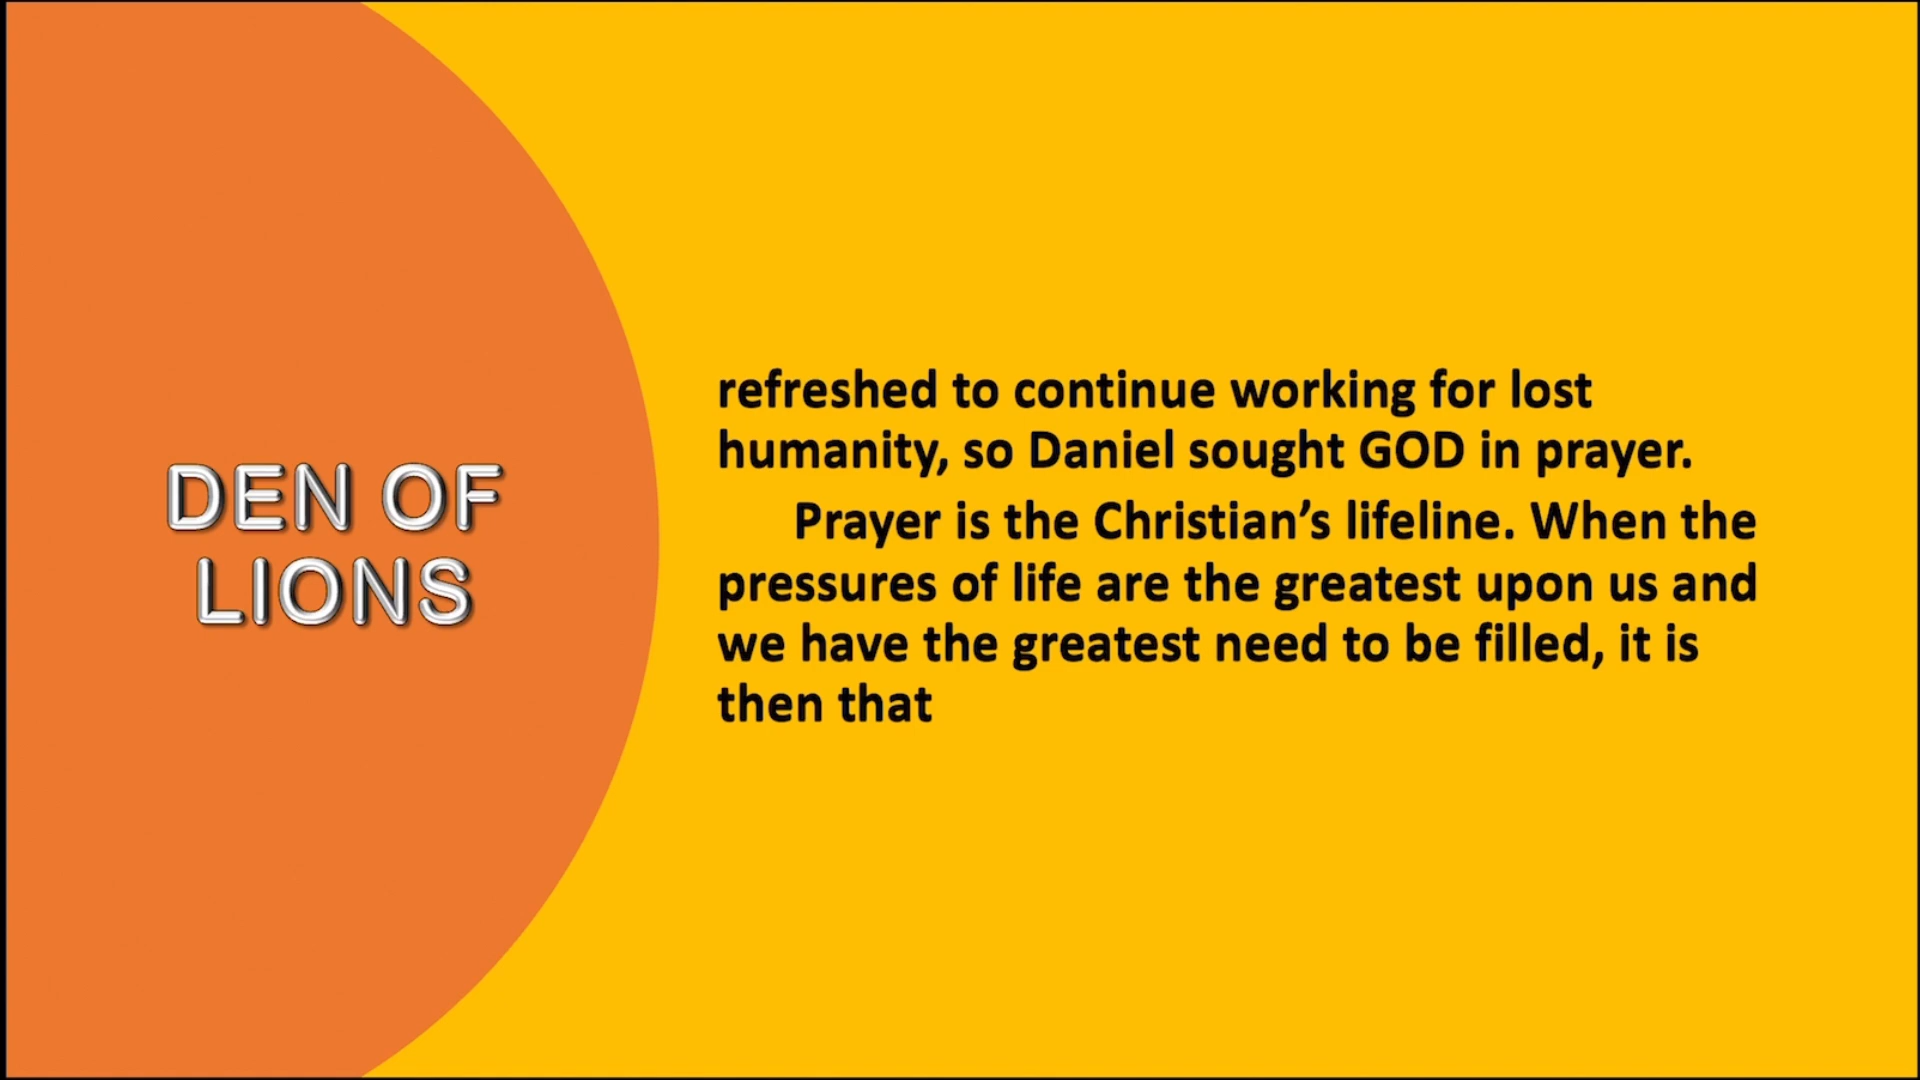 DEN OF
LIONS
refreshed to continue working for lost
humanity, so Daniel sought GOD in prayer.
Prayer is the Christian’s lifeline. When the
pressures of life are the greatest upon us and
we have the greatest need to be filled, it is
then that